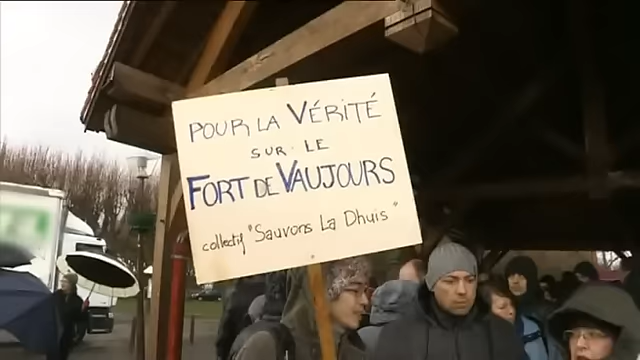 POUR LA VÉRITÉ
SUR LE
FORT DE VAUJOURS
collectif "Sauvons La Dhuis"